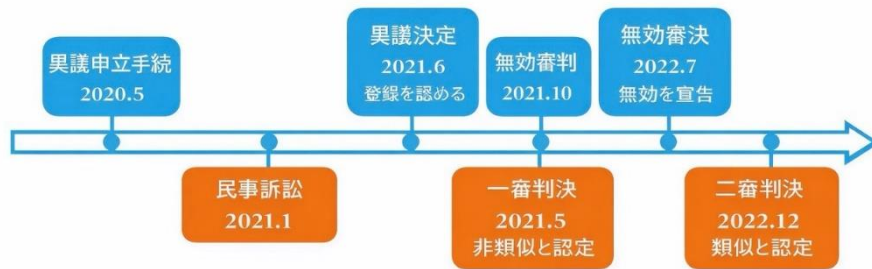 異議申立手続
2020.5
異議決定
2021.6
登録を認める
無効審判
2021.10
無効審決
2022.7
無効を宣告
民事訴訟
2021.1
一審判決
2021.5
非類似と認定
二審判決
2022.12
類似と認定